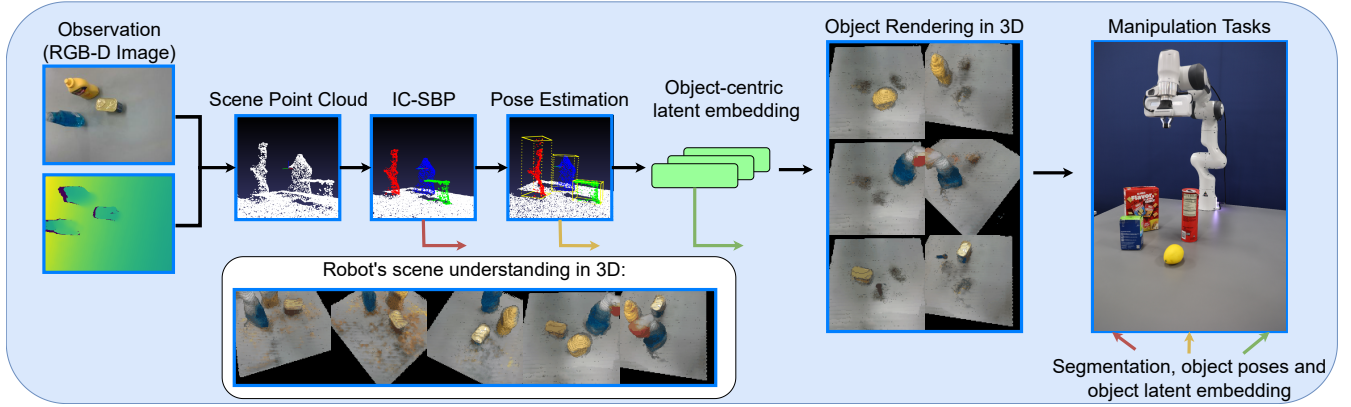 Observation
(RGB-D Image)
Scene Point Cloud
IC-SBP
Pose Estimation
Object-centric
latent embedding
Object Rendering in 3D
Manipulation Tasks
Robot's scene understanding in 3D:
Segmentation, object poses and
object latent embedding